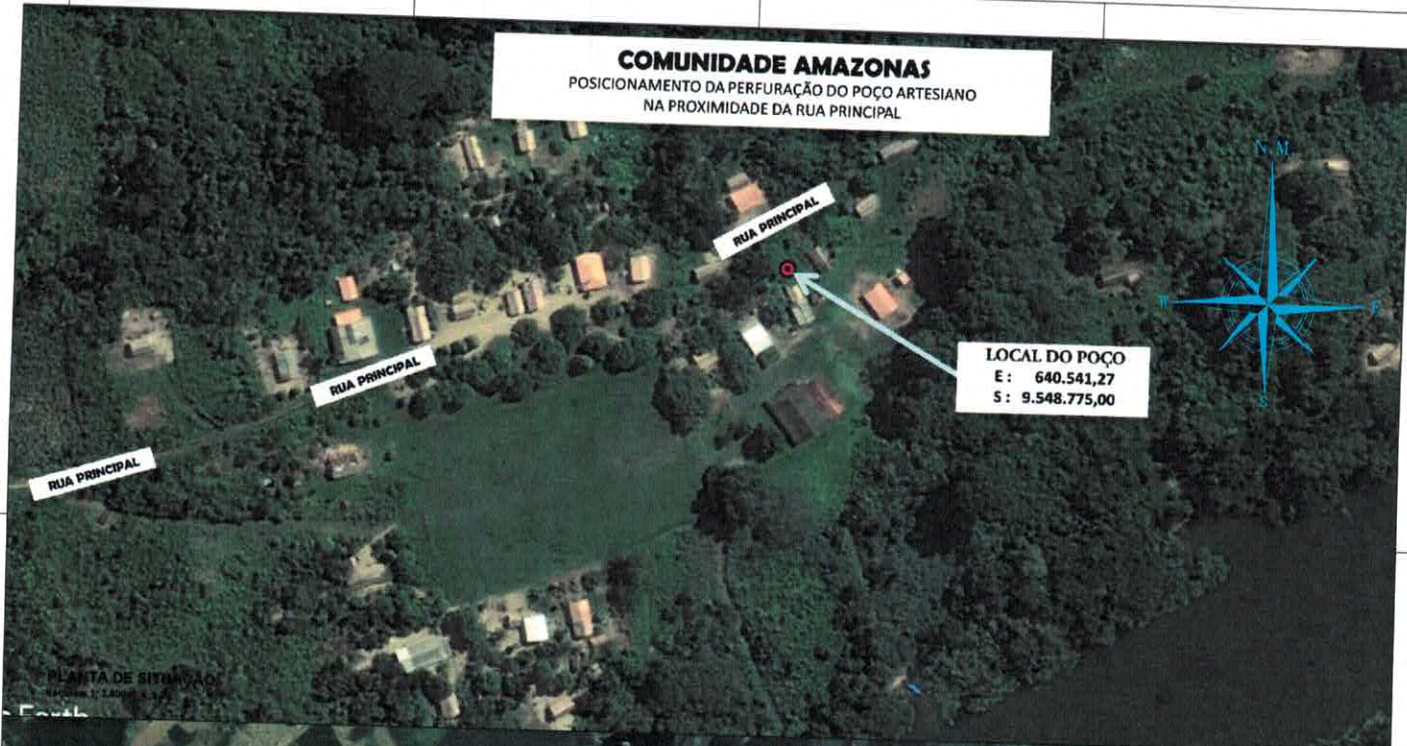 COMUNIDADE AMAZONAS
POSICIONAMENTO DA PERFURAÇÃO DO POÇO ARTESIANO
NA PROXIMIDADE DA RUA PRINCIPAL
N.M
RUA PRINCIPAL
W
LOCAL DO POÇO
E: 640.541,27
S: 9.548.775,00
RUA PRINCIPAL
S
RUA PRINCIPAL
PLANTA DE SITUAÇÃO
Earth